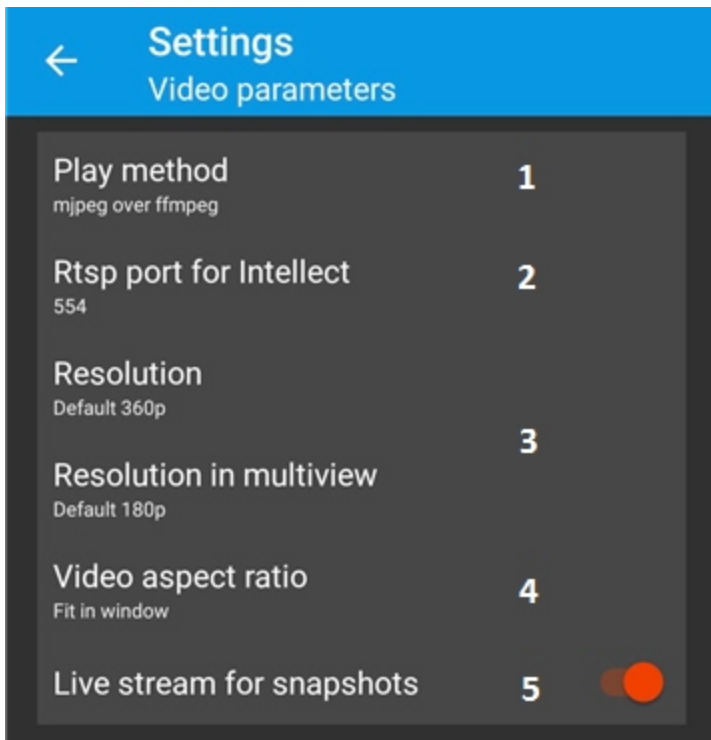 Settings
Video parameters
Play method 1
mjpeg over ffmpeg
Rtsp port for Intellect 2
554
Resolution
Default 360p
3
Resolution in multiview
Default 180p
Video aspect ratio 4
Fit in window
Live stream for snapshots 5